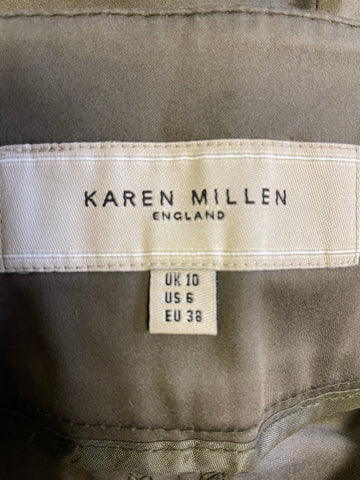 KAREN MILLEN
ENGLAND
UK 10
US 6
EU 38